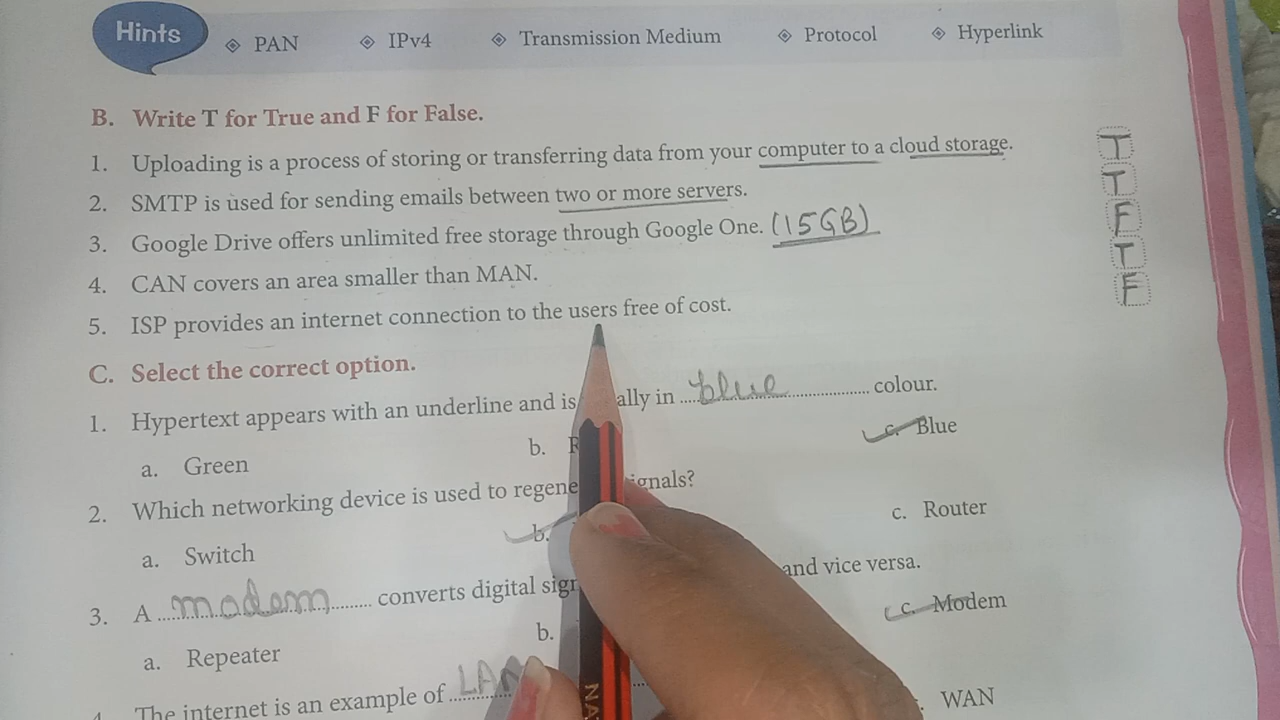 Hints PAN IPv4 Transmission Medium Protocol Hyperlink
B. Write T for True and F for False.
1. Uploading is a process of storing or transferring data from your computer to a cloud storage. T
2. SMTP is used for sending emails between two or more servers. T
3. Google Drive offers unlimited free storage through Google One. (15GB) F
4. CAN covers an area smaller than MAN. T
5. ISP provides an internet connection to the users free of cost. F
C. Select the correct option.
1. Hypertext appears with an underline and is ally in blue colour.
a. Green b. c. Blue
2. Which networking device is used to regene ignals?
a. Switch b. c. Router
3. A modem converts digital sig and vice versa.
a. Repeater b. c. Modem
The internet is an example of LAN
WAN